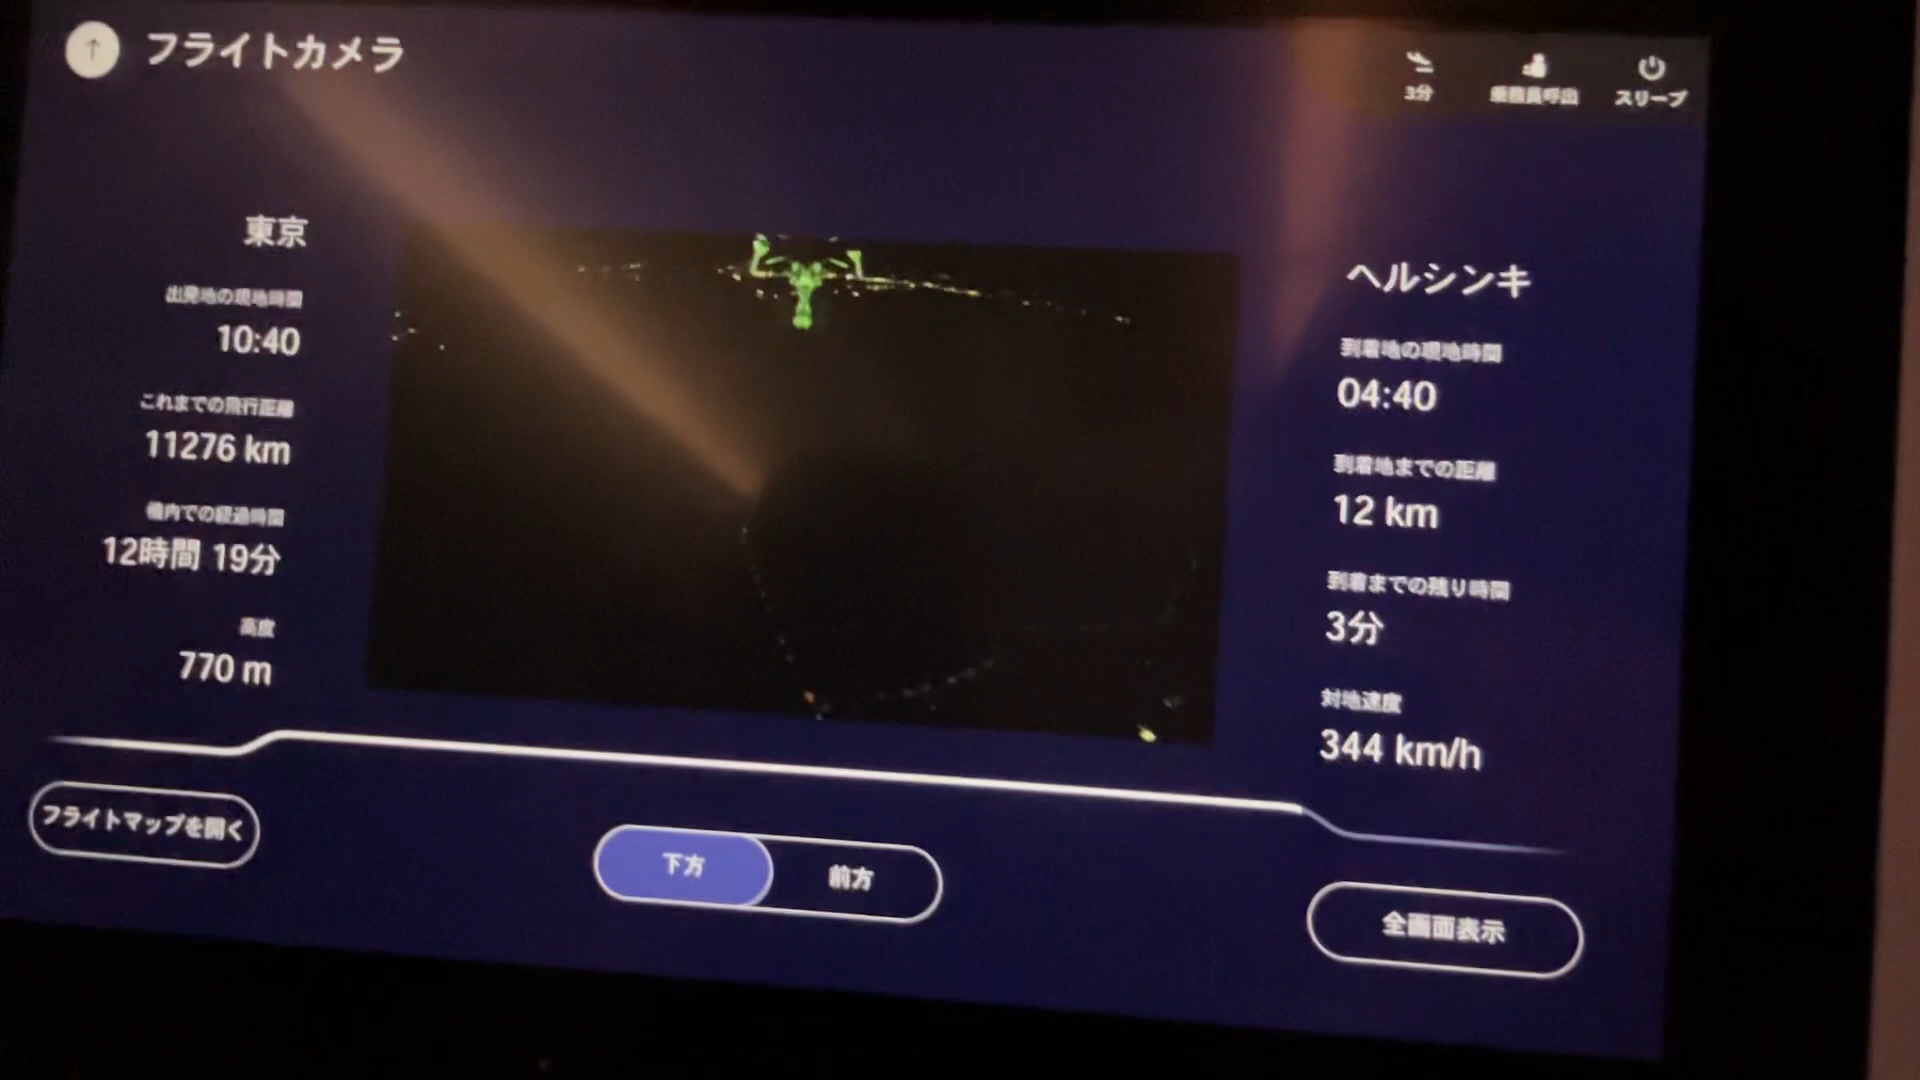 フライトカメラ
3分
乗務員呼出
スリープ
東京
出発地の現地時間
10:40
これまでの飛行距離
11276 km
機内での経過時間
12時間 19分
高度
770 m
ヘルシンキ
到着地の現地時間
04:40
到着地までの距離
12 km
到着までの残り時間
3分
対地速度
344 km/h
フライトマップを開く
下方
前方
全画面表示